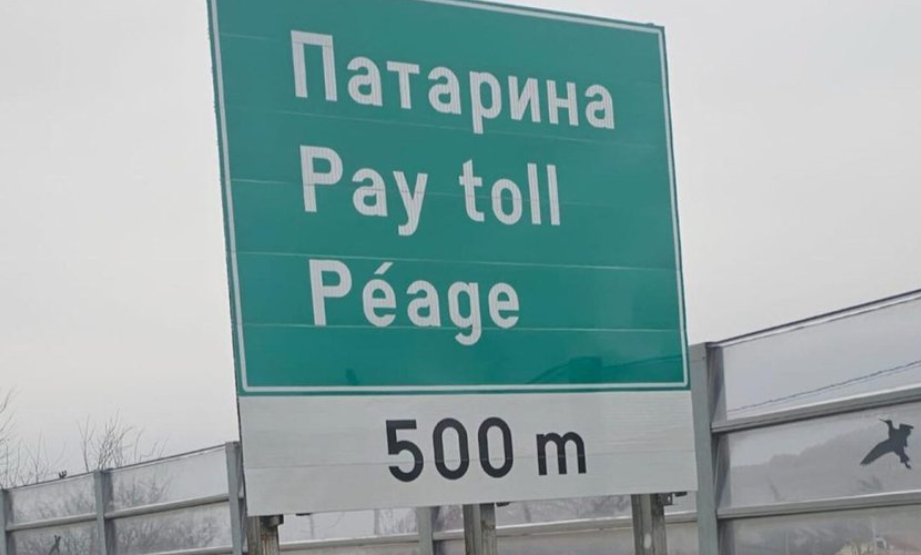 Патарина
Pay toll
Péage
500 m